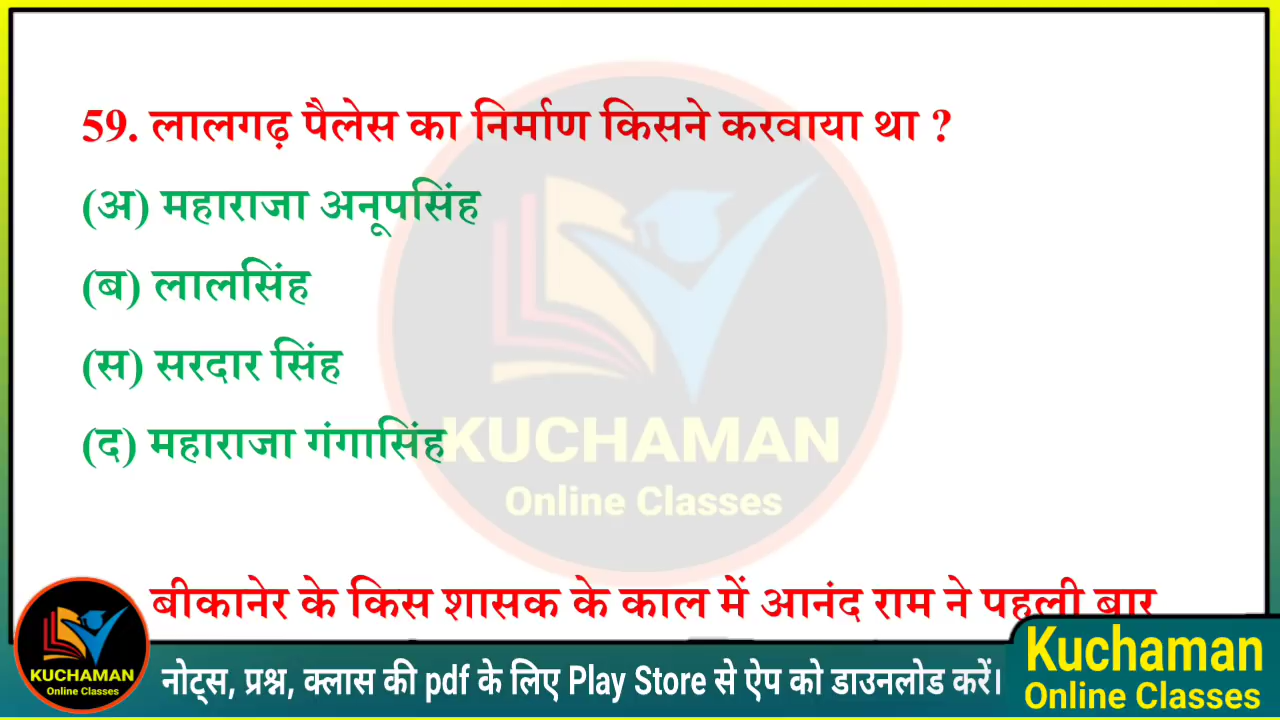 59. लालगढ़ पैलेस का निर्माण किसने करवाया था ?
(अ) महाराजा अनूपसिंह
(ब) लालसिंह
(स) सरदार सिंह
(द) महाराजा गंगासिंह
KUCHAMAN
Online Classes
बीकानेर के किस शासक के काल में आनंद राम ने पहली बार
KUCHAMAN
Online Classes
नोट्स, प्रश्न, क्लास की pdf के लिए Play Store से ऐप को डाउनलोड करें।
Kuchaman
Online Classes